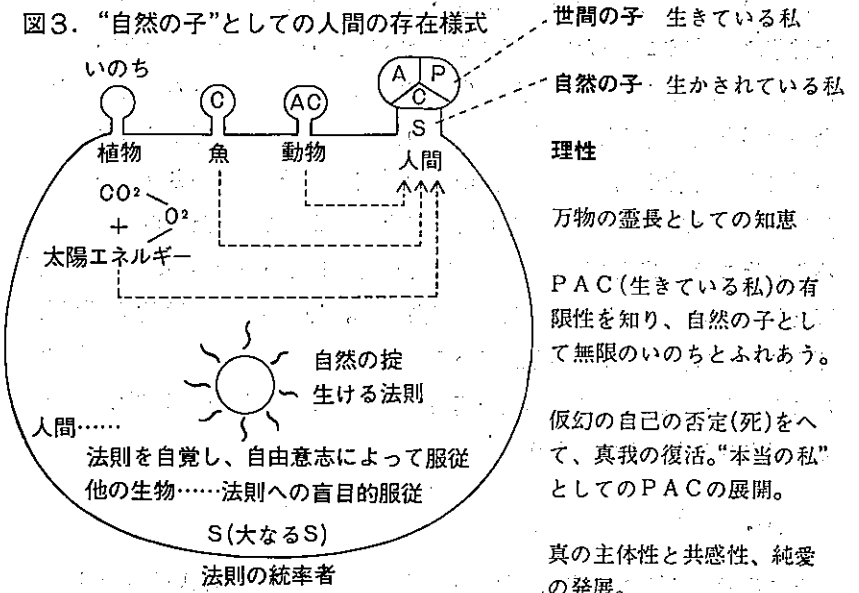 図3. “自然の子”としての人間の存在様式
世間の子 生きている私
自然の子 生かされている私
いのち
C
AC
A
P
C
S
植物
魚
動物
人間
CO2
+
O2
太陽エネルギー
自然の掟
生ける法則
人間……
法則を自覚し、自由意志によって服従
他の生物……法則への盲目的服従
S(大なるS)
法則の統率者
理性
万物の霊長としての知恵
PAC(生きている私)の有
限性を知り、自然の子とし
て無限のいのちとふれあう。
仮幻の自己の否定(死)をへ
て、真我の復活。“本当の私”
としてのPACの展開。
真の主体性と共感性、純愛
の発展。